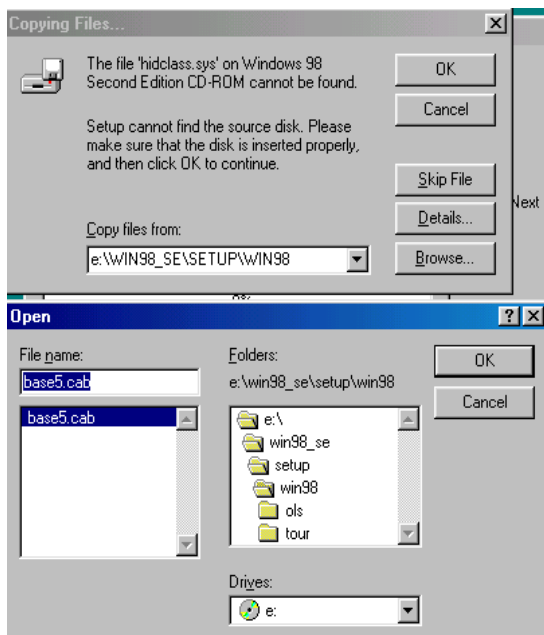 Copying Files...
The file 'hidclass.sys' on Windows 98
Second Edition CD-ROM cannot be found.
Setup cannot find the source disk. Please
make sure that the disk is inserted properly,
and then click OK to continue.
OK
Cancel
Skip File
Details...
Browse...
Next
Copy files from:
e:\WIN98_SE\SETUP\WIN98
0%
Open
File name:
base5.cab
base5.cab
Folders:
e:\win98_se\setup\win98
e:\
win98_se
setup
win98
ols
tour
Drives:
e:
OK
Cancel